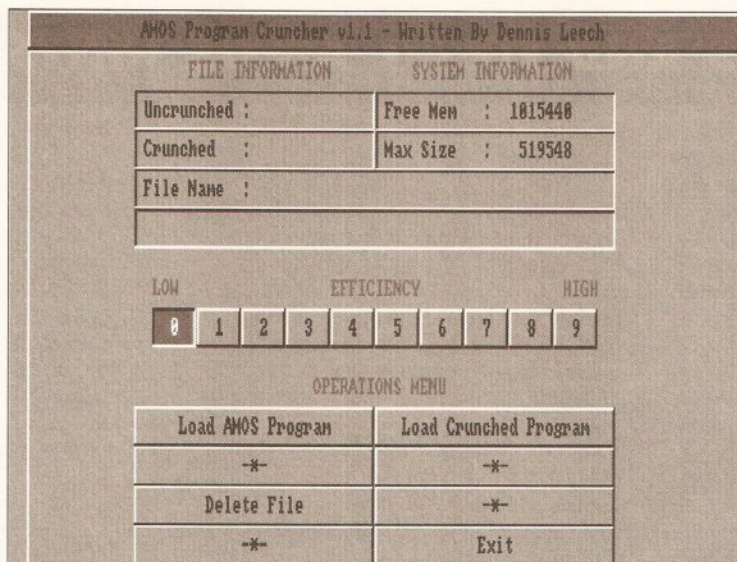 AMOS Program Cruncher v1.1 - Written By Dennis Leech
FILE INFORMATION SYSTEM INFORMATION
Uncrunched : Free Mem : 1015440
Crunched : Max Size : 519548
File Name :
LOW EFFICIENCY HIGH
0 1 2 3 4 5 6 7 8 9
OPERATIONS MENU
Load AMOS Program Load Crunched Program
-*- -*-
Delete File -*-
-*- Exit